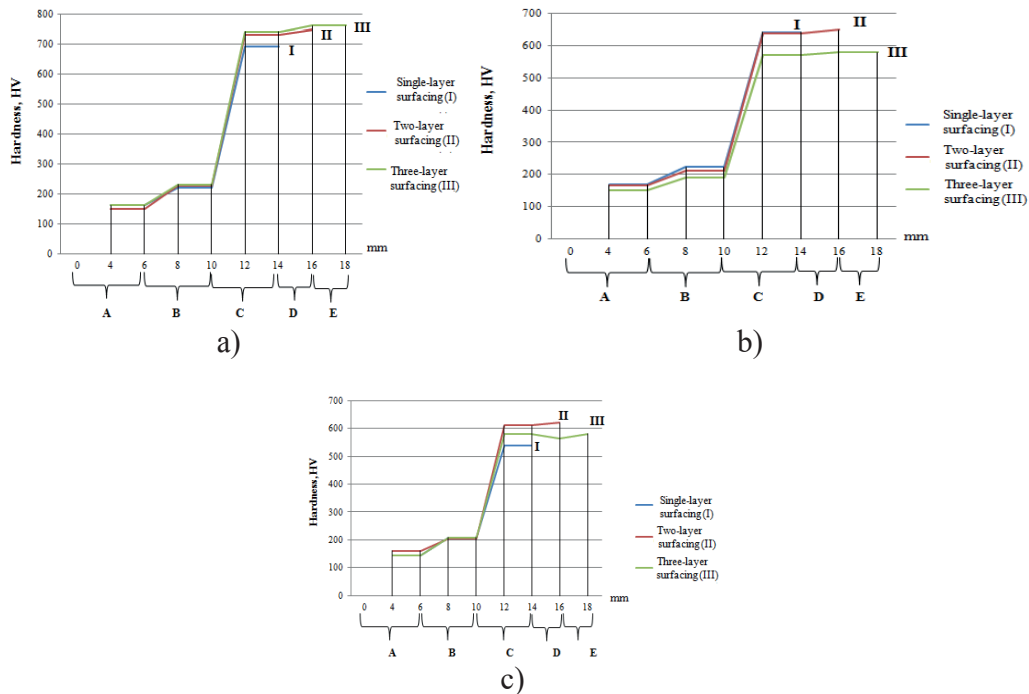 800
700
600
500
400
300
200
100
0
Hardness, HV
I
II
III
Single-layer
surfacing (I)
Two-layer
surfacing (II)
Three-layer
surfacing (III)
mm
0 4 6 8 10 12 14 16 18
A B C D E
a)
700
600
500
400
300
200
100
0
Hardness, HV
I
II
III
Single-layer
surfacing (I)
Two-layer
surfacing (II)
Three-layer
surfacing (III)
mm
0 4 6 8 10 12 14 16 18
A B C D E
b)
700
600
500
400
300
200
100
0
Hardness, HV
II
III
I
Single-layer
surfacing (I)
Two-layer
surfacing (II)
Three-layer
surfacing (III)
mm
0 4 6 8 10 12 14 16 18
A B C D E
c)